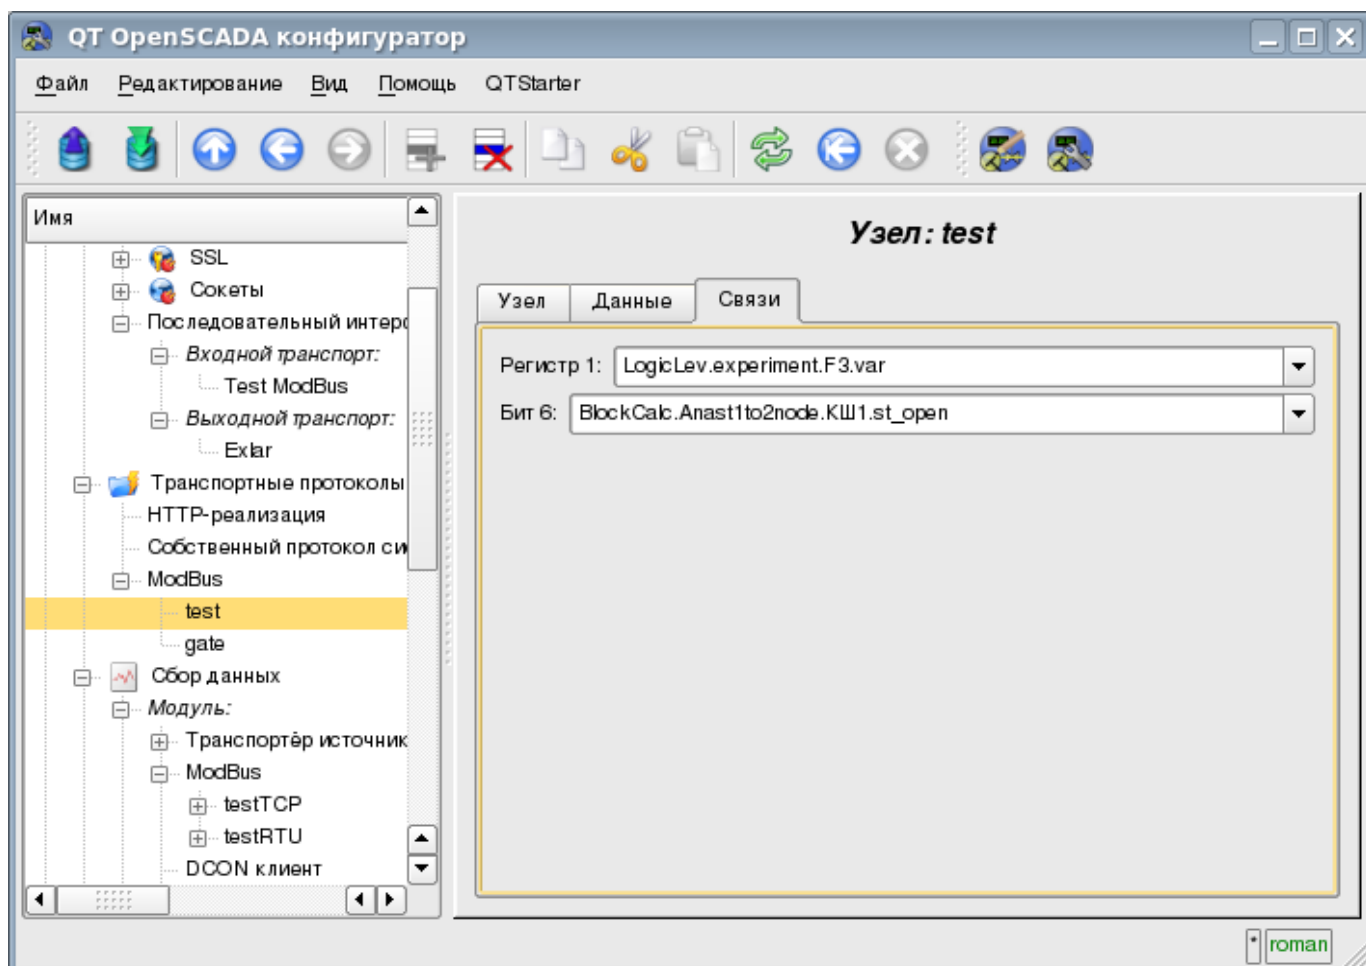 QT OpenSCADA конфигуратор
Файл Редактирование Вид Помощь QTStarter
Имя
SSL
Сокеты
Последовательный интерс
Входной транспорт:
Test ModBus
Выходной транспорт:
Exlar
Транспортные протоколы
HTTP-реализация
Собственный протокол си
ModBus
test
gate
Сбор данных
Модуль:
Транспортёр источник
ModBus
testTCP
testRTU
DCON клиент
Узел: test
Узел Данные Связи
Регистр 1: LogicLev.experiment.F3.var
Бит 6: BlockCalc.Anast1to2node.КШ1.st_open
* roman